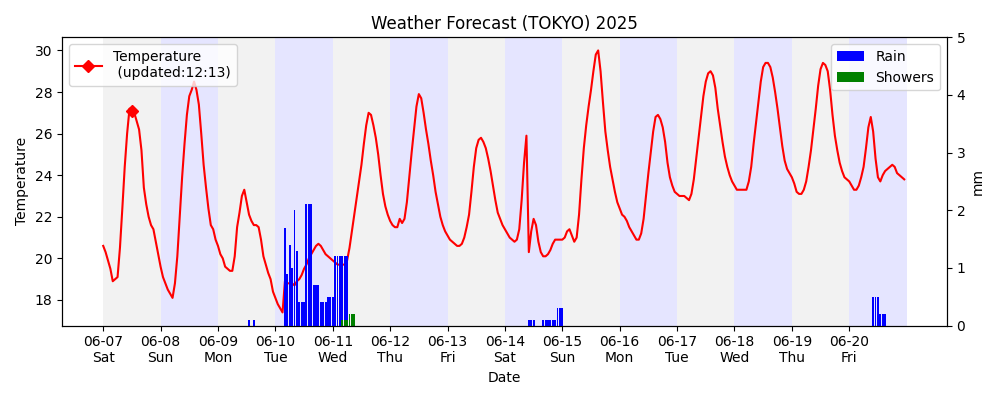 Weather Forecast (TOKYO) 2025
Temperature
(updated:12:13)
Rain
Showers
Temperature
30
28
26
24
22
20
18
5
4
3
2
1
0
mm
06-07 06-08 06-09 06-10 06-11 06-12 06-13 06-14 06-15 06-16 06-17 06-18 06-19 06-20
Sat Sun Mon Tue Wed Thu Fri Sat Sun Mon Tue Wed Thu Fri
Date